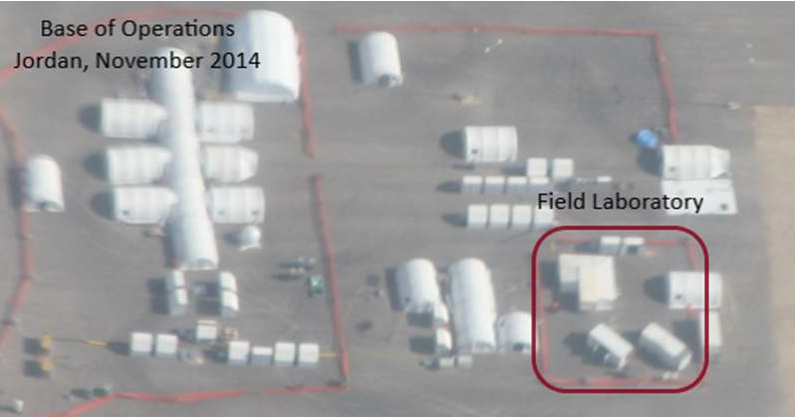 Base of Operations
Jordan, November 2014
Field Laboratory